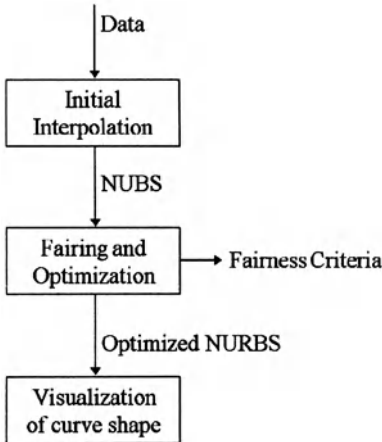 Data
Initial
Interpolation
NUBS
Fairing and
Optimization
Fairness Criteria
Optimized NURBS
Visualization
of curve shape